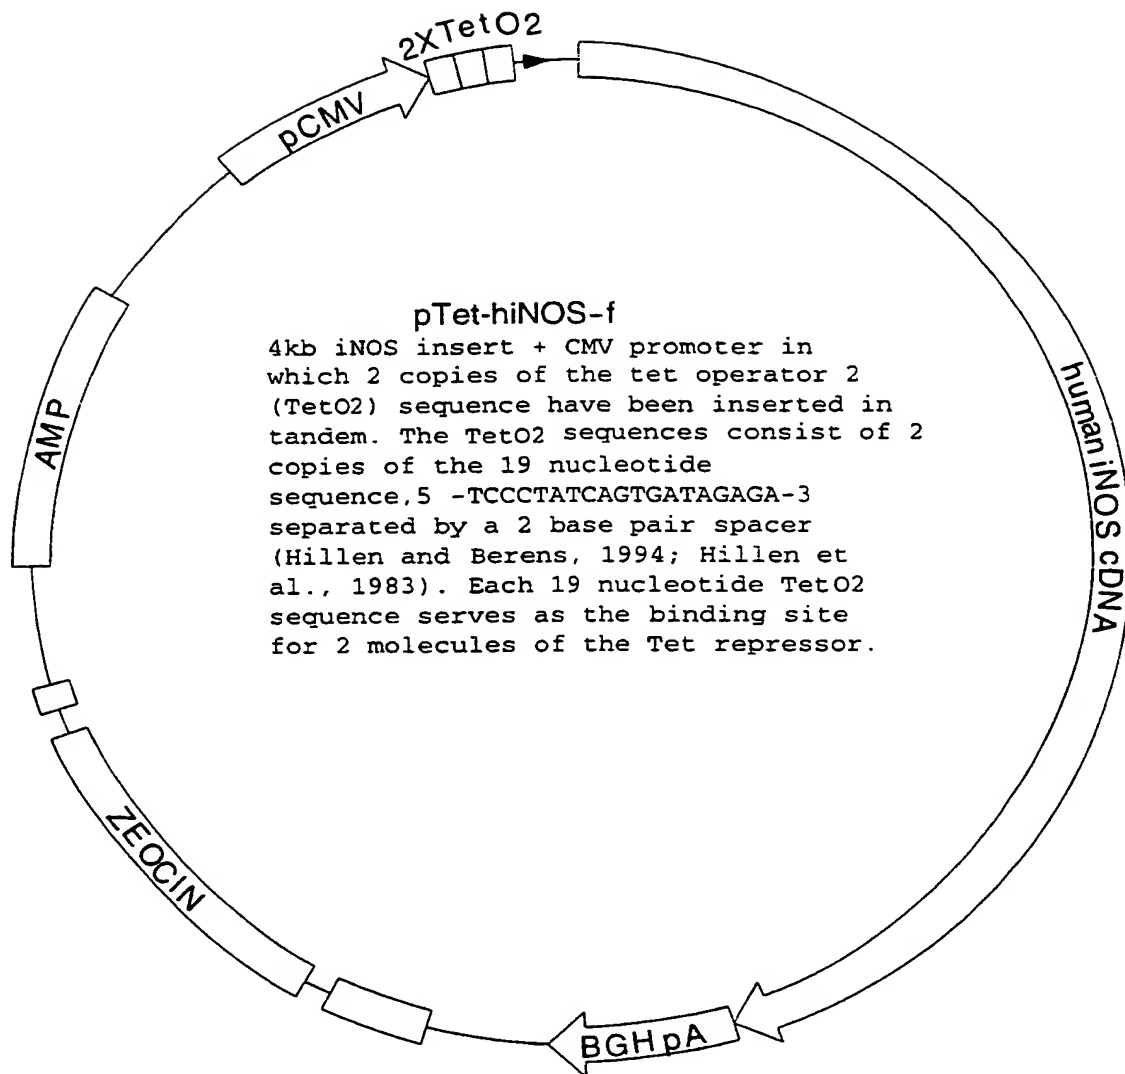 2XTetO2
pCMV
human iNOS cDNA
BGHpA
ZEOCIN
AMP
pTet-hiNOS-f
4kb iNOS insert + CMV promoter in
which 2 copies of the tet operator 2
(TetO2) sequence have been inserted in
tandem. The TetO2 sequences consist of 2
copies of the 19 nucleotide
sequence,5 -TCCCTATCAGTGATAGAGA-3
separated by a 2 base pair spacer
(Hillen and Berens, 1994; Hillen et
al., 1983). Each 19 nucleotide TetO2
sequence serves as the binding site
for 2 molecules of the Tet repressor.